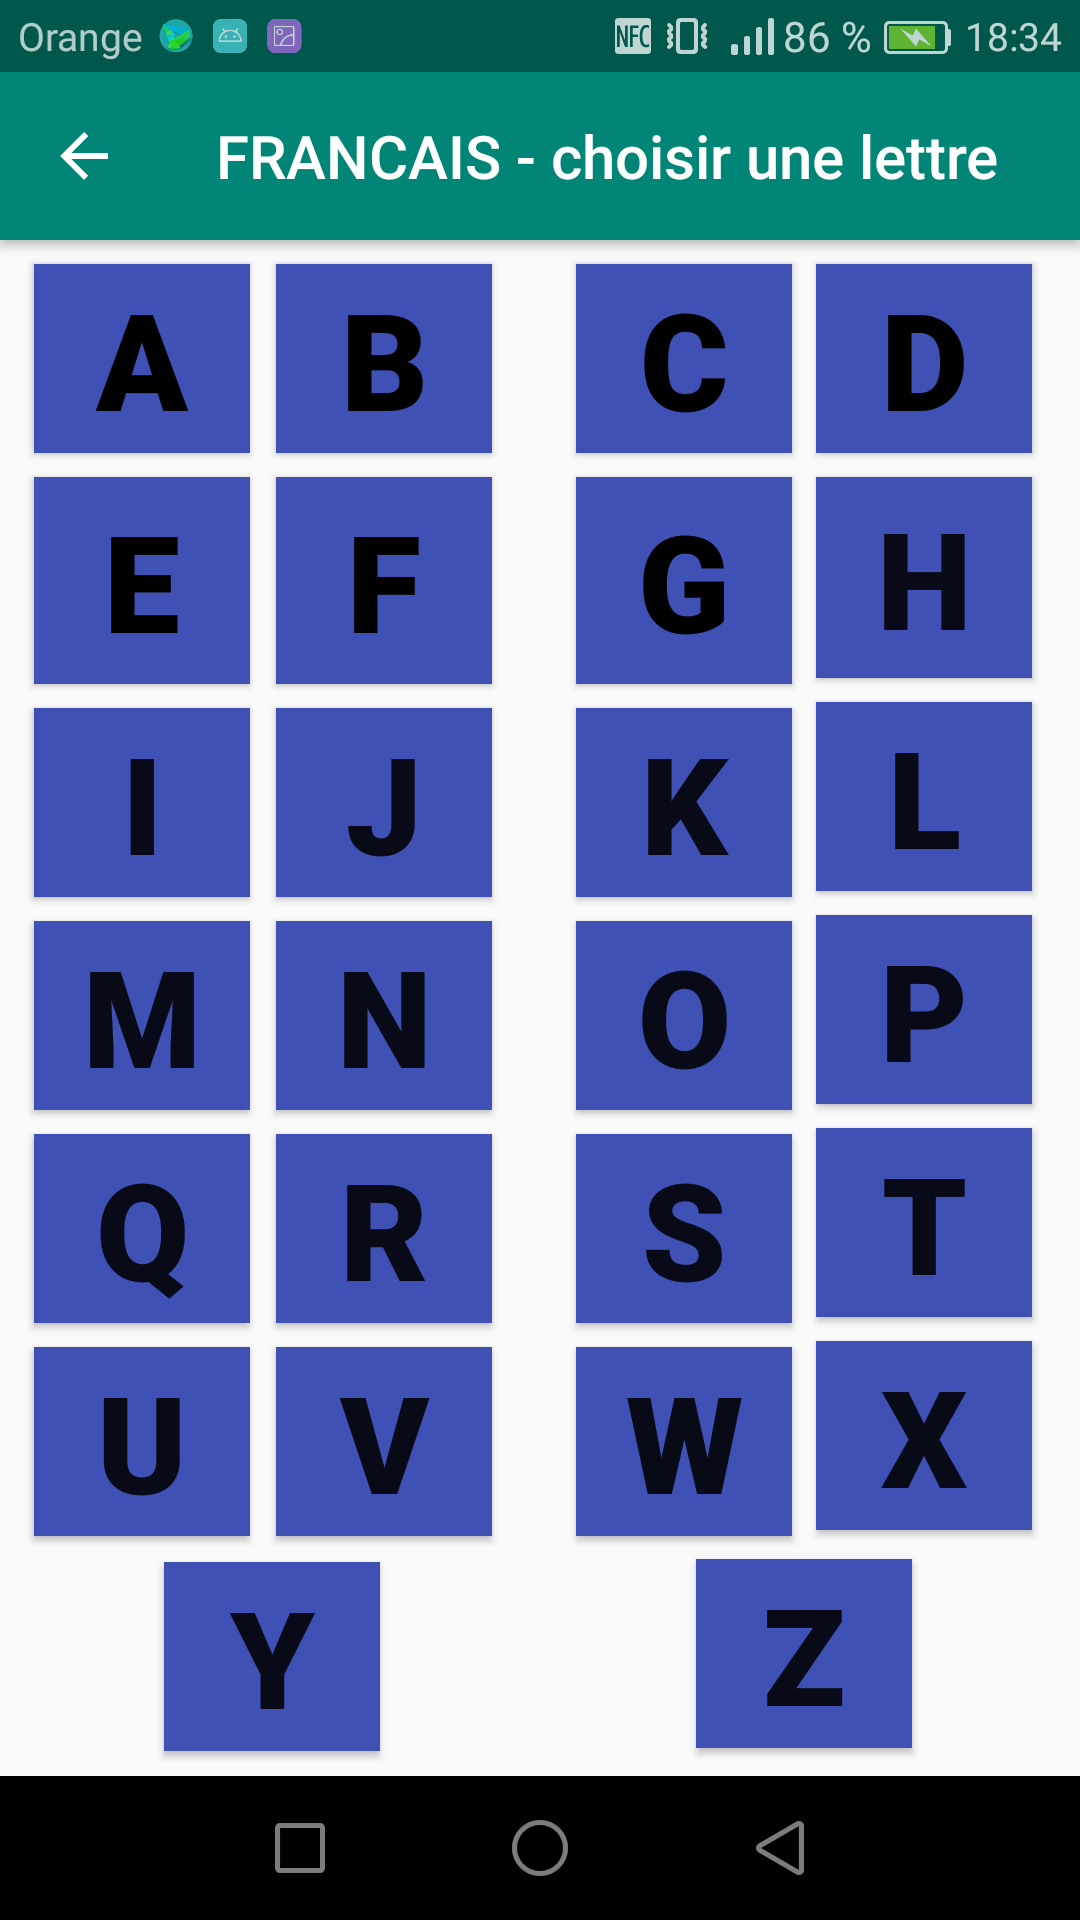 Orange NFC 86 % 18:34
FRANCAIS - choisir une lettre
A B C D
E F G H
I J K L
M N O P
Q R S T
U V W X
Y Z